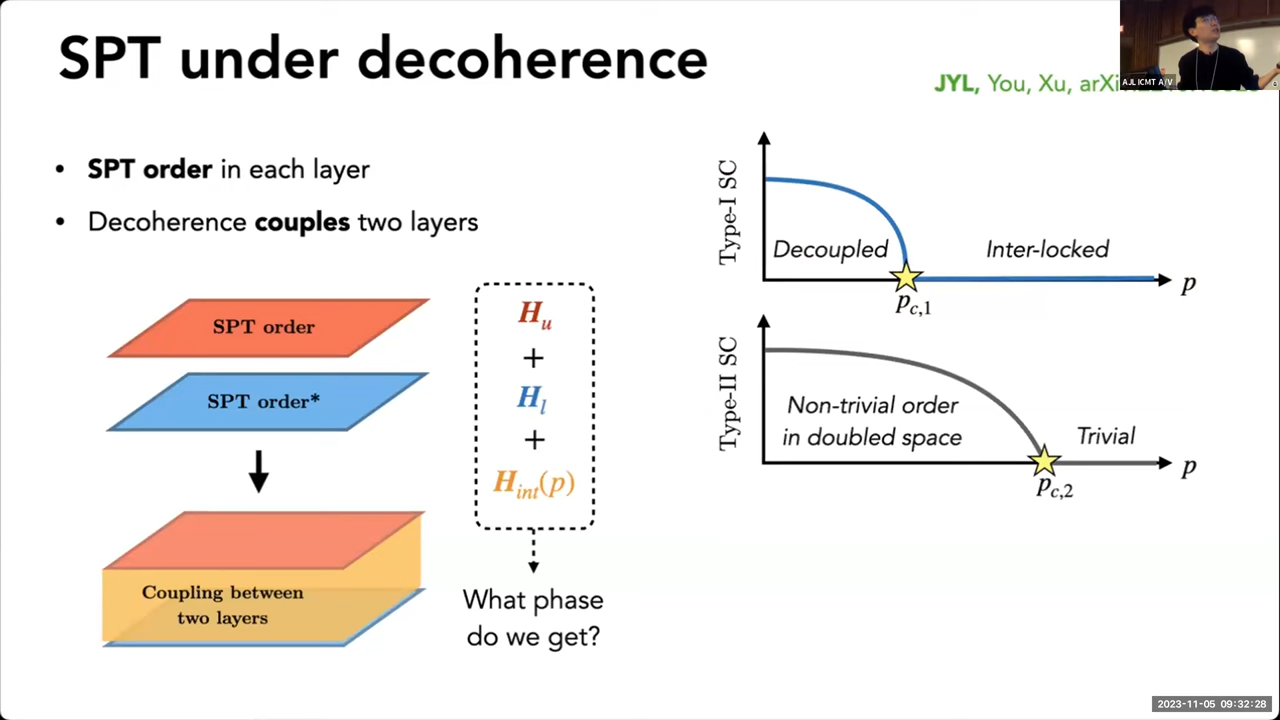 SPT under decoherence
JYL, You, Xu,
AJLICMT A/V
• SPT order in each layer
• Decoherence couples two layers
SPT order
SPT order*
Coupling between
two layers
H_u
+
H_l
+
H_int(p)
What phase
do we get?
Type-I SC
Decoupled
Inter-locked
p
p_c,1
Type-II SC
Non-trivial order
in doubled space
Trivial
p
p_c,2
2023-11-05 09:32:28